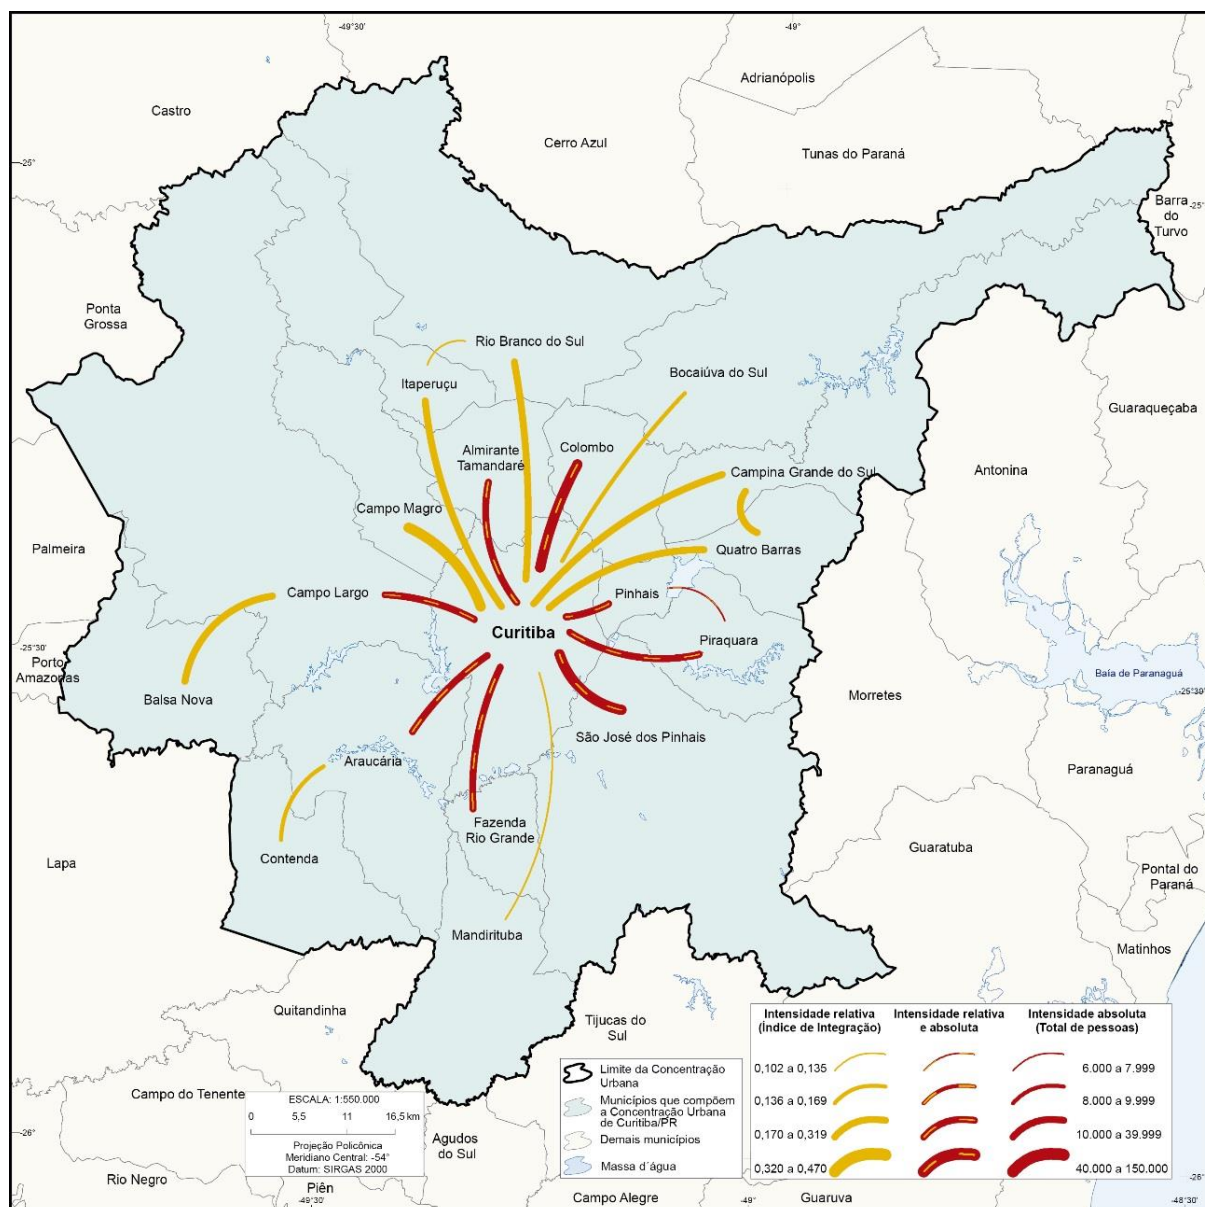 -49°30'
-49°
Adrianópolis
Castro
Cerro Azul
Tunas do Paraná
-25°
Barra
do
Turvo
-25°
Ponta
Grossa
Rio Branco do Sul
Itaperuçu
Bocaiúva do Sul
Guaraqueçaba
Almirante
Tamandaré
Colombo
Campina Grande do Sul
Antonina
Campo Magro
Palmeira
Quatro Barras
Campo Largo
Pinhais
Curitiba
Piraquara
-25°30'
Porto
Amazonas
Balsa Nova
Baía de Paranaguá
-25°30'
Morretes
São José dos Pinhais
Araucária
Paranaguá
Fazenda
Rio Grande
Contenda
Lapa
Guaratuba
Pontal do
Paraná
Mandirituba
Matinhos
Quitandinha
Tijucas do
Sul
Campo do Tenente
Agudos
do Sul
-26°
Rio Negro
Piên
-49°30'
Campo Alegre
-49°
Guaruva
-26°
-48°30'
ESCALA: 1:550.000
0 5,5 11 16,5 km
Projeção Policônica
Meridiano Central: -54°
Datum: SIRGAS 2000
Limite da Concentração
Urbana
Municípios que compõem
a Concentração Urbana
de Curitiba/PR
Demais municípios
Massa d´água
Intensidade relativa
(Índice de Integração)
Intensidade relativa
e absoluta
Intensidade absoluta
(Total de pessoas)
0,102 a 0,135
6.000 a 7.999
0,136 a 0,169
8.000 a 9.999
0,170 a 0,319
10.000 a 39.999
0,320 a 0,470
40.000 a 150.000